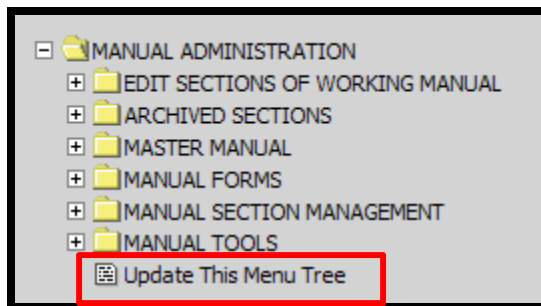 MANUAL ADMINISTRATION
EDIT SECTIONS OF WORKING MANUAL
ARCHIVED SECTIONS
MASTER MANUAL
MANUAL FORMS
MANUAL SECTION MANAGEMENT
MANUAL TOOLS
Update This Menu Tree